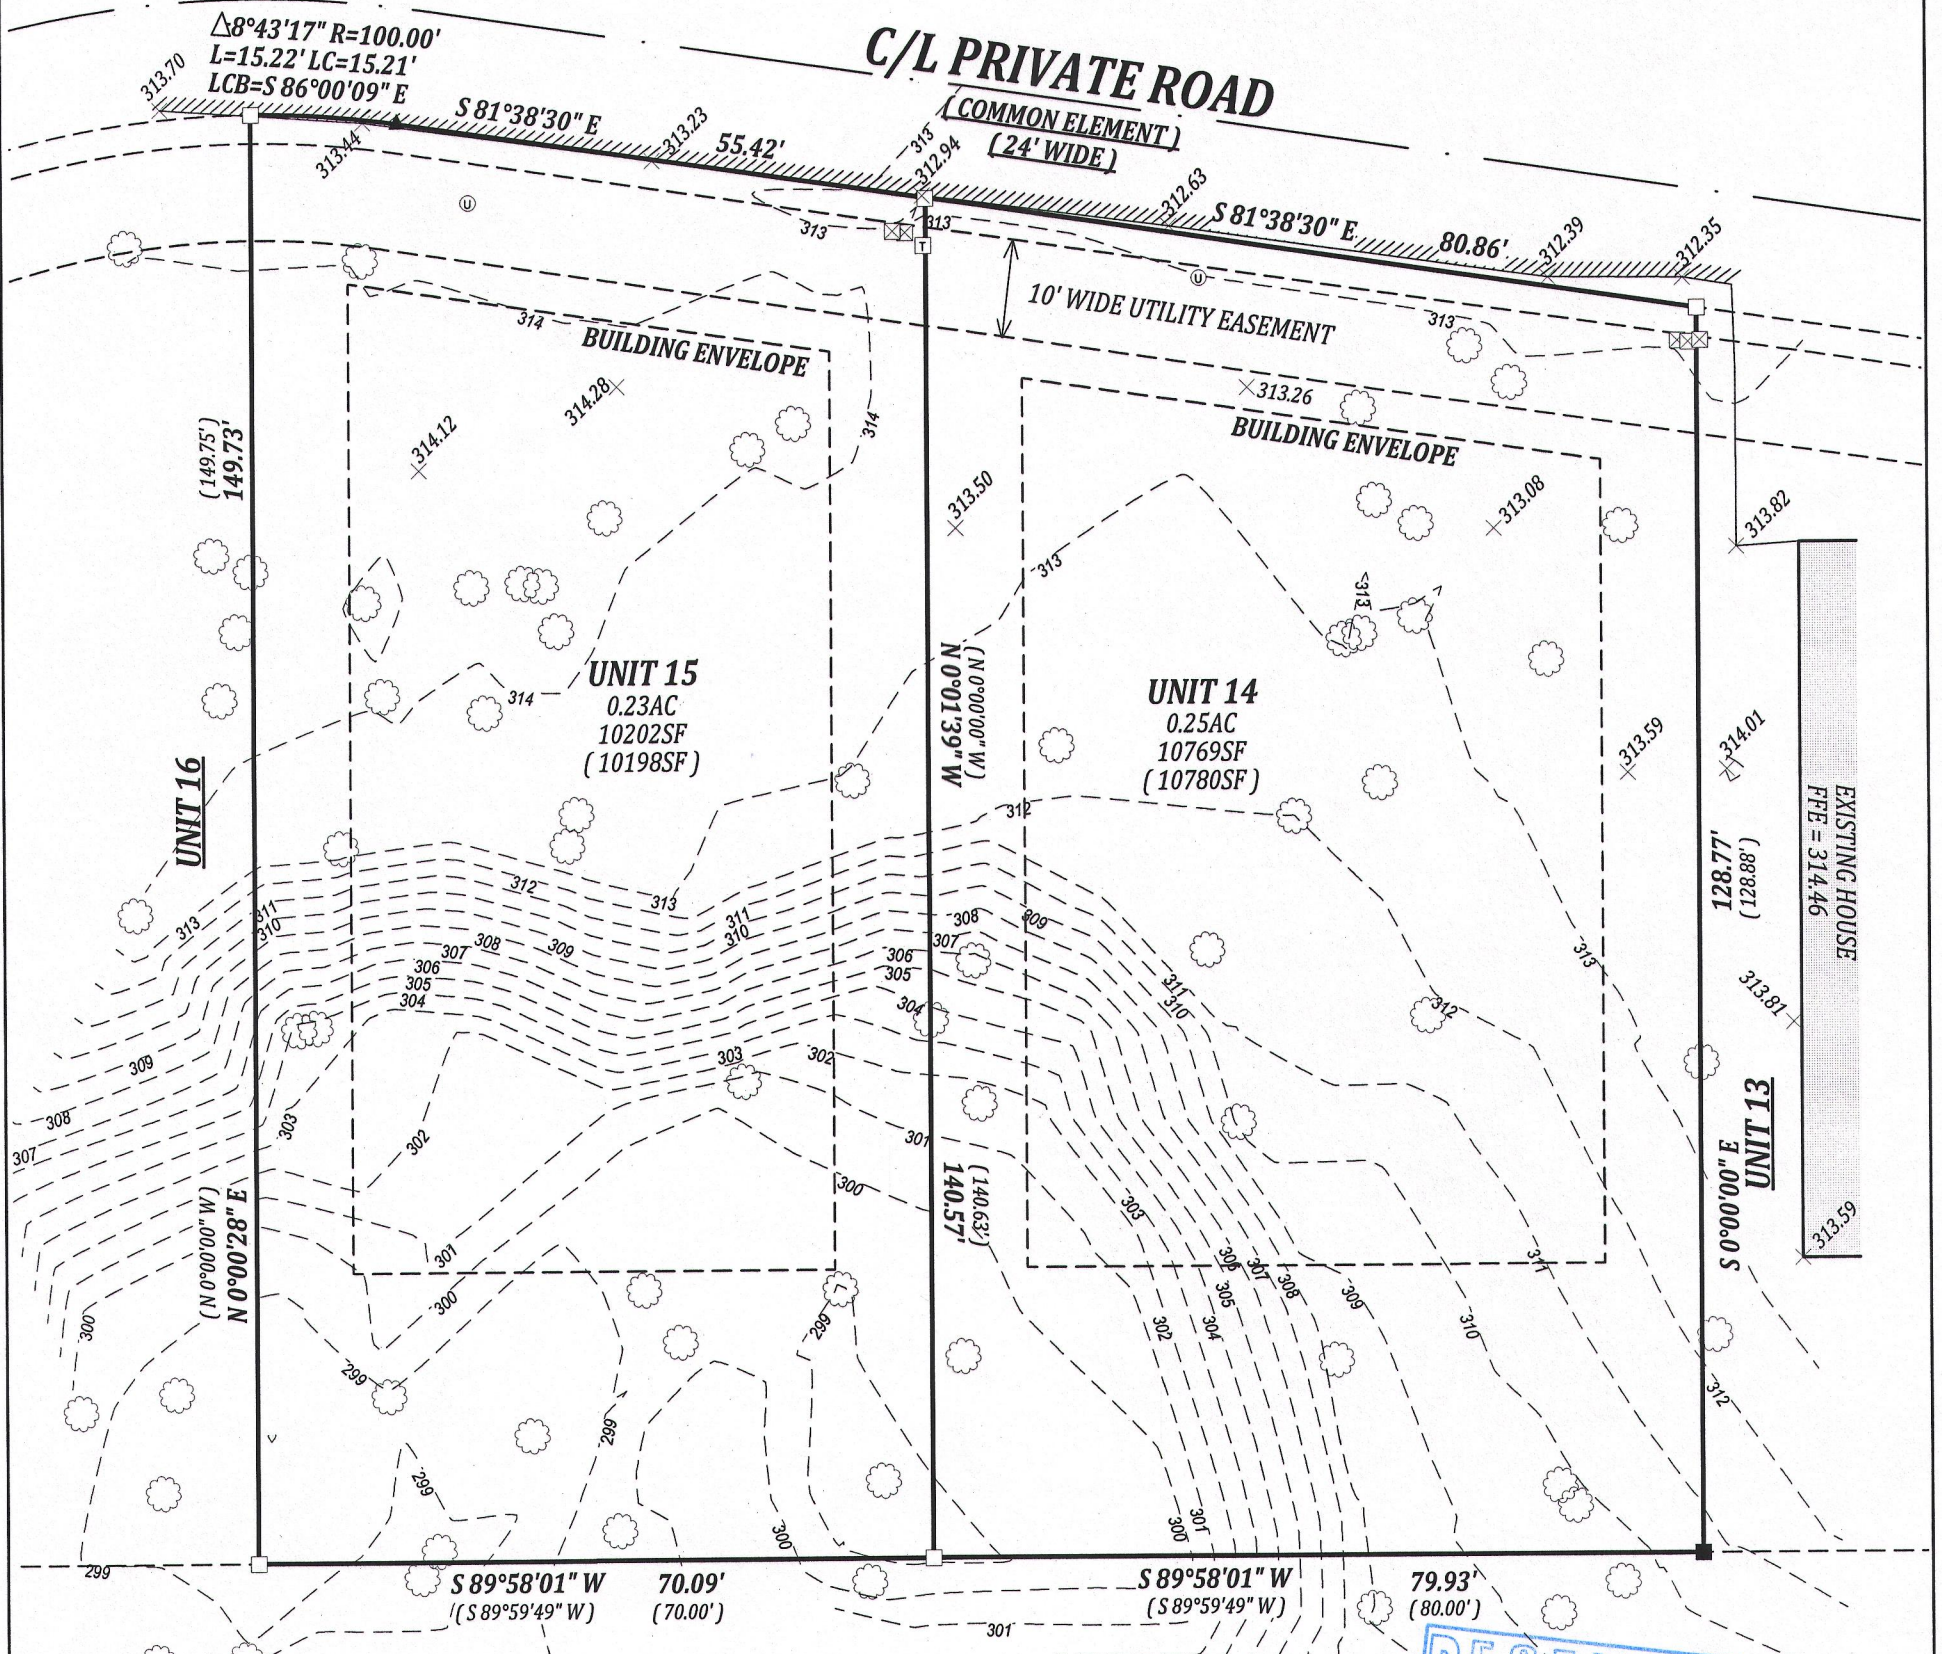 △8°43'17" R=100.00'
L=15.22' LC=15.21'
LCB=S 86°00'09" E
313.70
C/L PRIVATE ROAD
( COMMON ELEMENT )
( 24' WIDE )
S 81°38'30" E
55.42'
313.44
313.23
313
312.94
312.63
S 81°38'30" E
80.86'
312.39
312.35
U
313
313
T
U
10' WIDE UTILITY EASEMENT
313
314
BUILDING ENVELOPE
314.28
314.12
314
313.26
BUILDING ENVELOPE
(149.75')
149.73'
313.50
313.08
313.82
313
313
UNIT 15
0.23AC
10202SF
( 10198SF )
314
UNIT 14
0.25AC
10769SF
( 10780SF )
N 0°01'39" W
( N 0°00'00" W)
313.59
314.01
UNIT 16
312
EXISTING HOUSE
FFE = 314.46
128.77'
( 128.88')
312
313
313
311
310
311
310
308
309
307
308
309
307
306
305
304
306
305
304
311
310
312
313
313.81
309
308
307
303
302
303
302
301
300
UNIT 13
S 0°00'00" E
313.59
( N 0°00'00" W)
N 0°00'28" E
140.57'
(140.63')
303
301
300
306
307
308
305
304
302
309
310
311
300
299
299
299
299
300
300
301
312
299
S 89°58'01" W
70.09'
( S 89°59'49" W )
( 70.00' )
S 89°58'01" W
79.93'
( S 89°59'49" W )
( 80.00' )
301